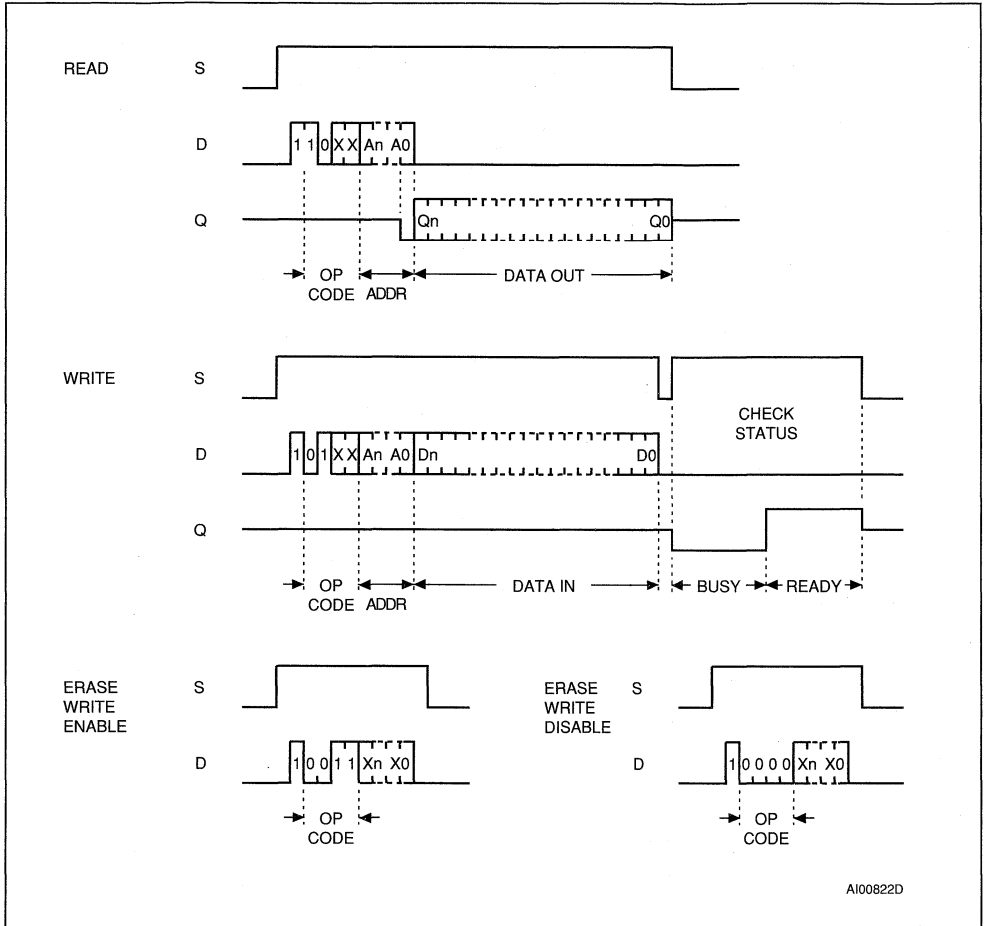 READ S
D 1 1 0 X X An A0
Q Qn Q0
OP CODE ADDR DATA OUT
WRITE S
CHECK STATUS
D 1 0 1 X X An A0 Dn D0
Q
OP CODE ADDR DATA IN BUSY READY
ERASE WRITE ENABLE S
D 1 0 0 1 1 Xn X0
OP CODE
ERASE WRITE DISABLE S
D 1 0 0 0 0 Xn X0
OP CODE
AI00822D